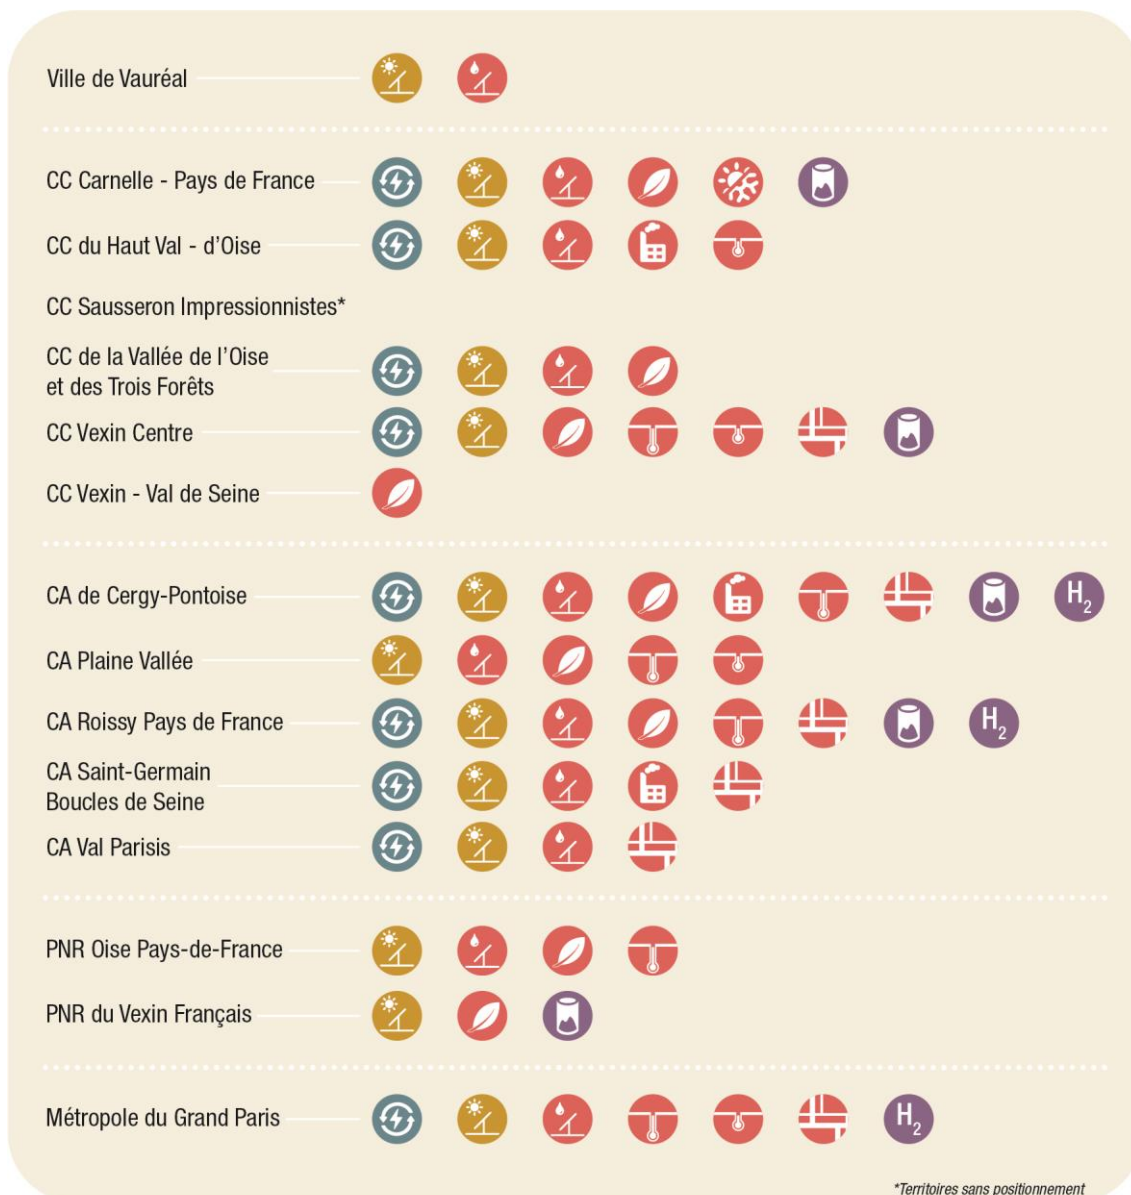 Ville de Vauréal
CC Carnelle - Pays de France
CC du Haut Val - d’Oise
CC Sausseron Impressionnistes*
CC de la Vallée de l’Oise
et des Trois Forêts
CC Vexin Centre
CC Vexin - Val de Seine
CA de Cergy-Pontoise
H2
CA Plaine Vallée
CA Roissy Pays de France
H2
CA Saint-Germain
Boucles de Seine
CA Val Parisis
PNR Oise Pays-de-France
PNR du Vexin Français
Métropole du Grand Paris
H2
*Territoires sans positionnement